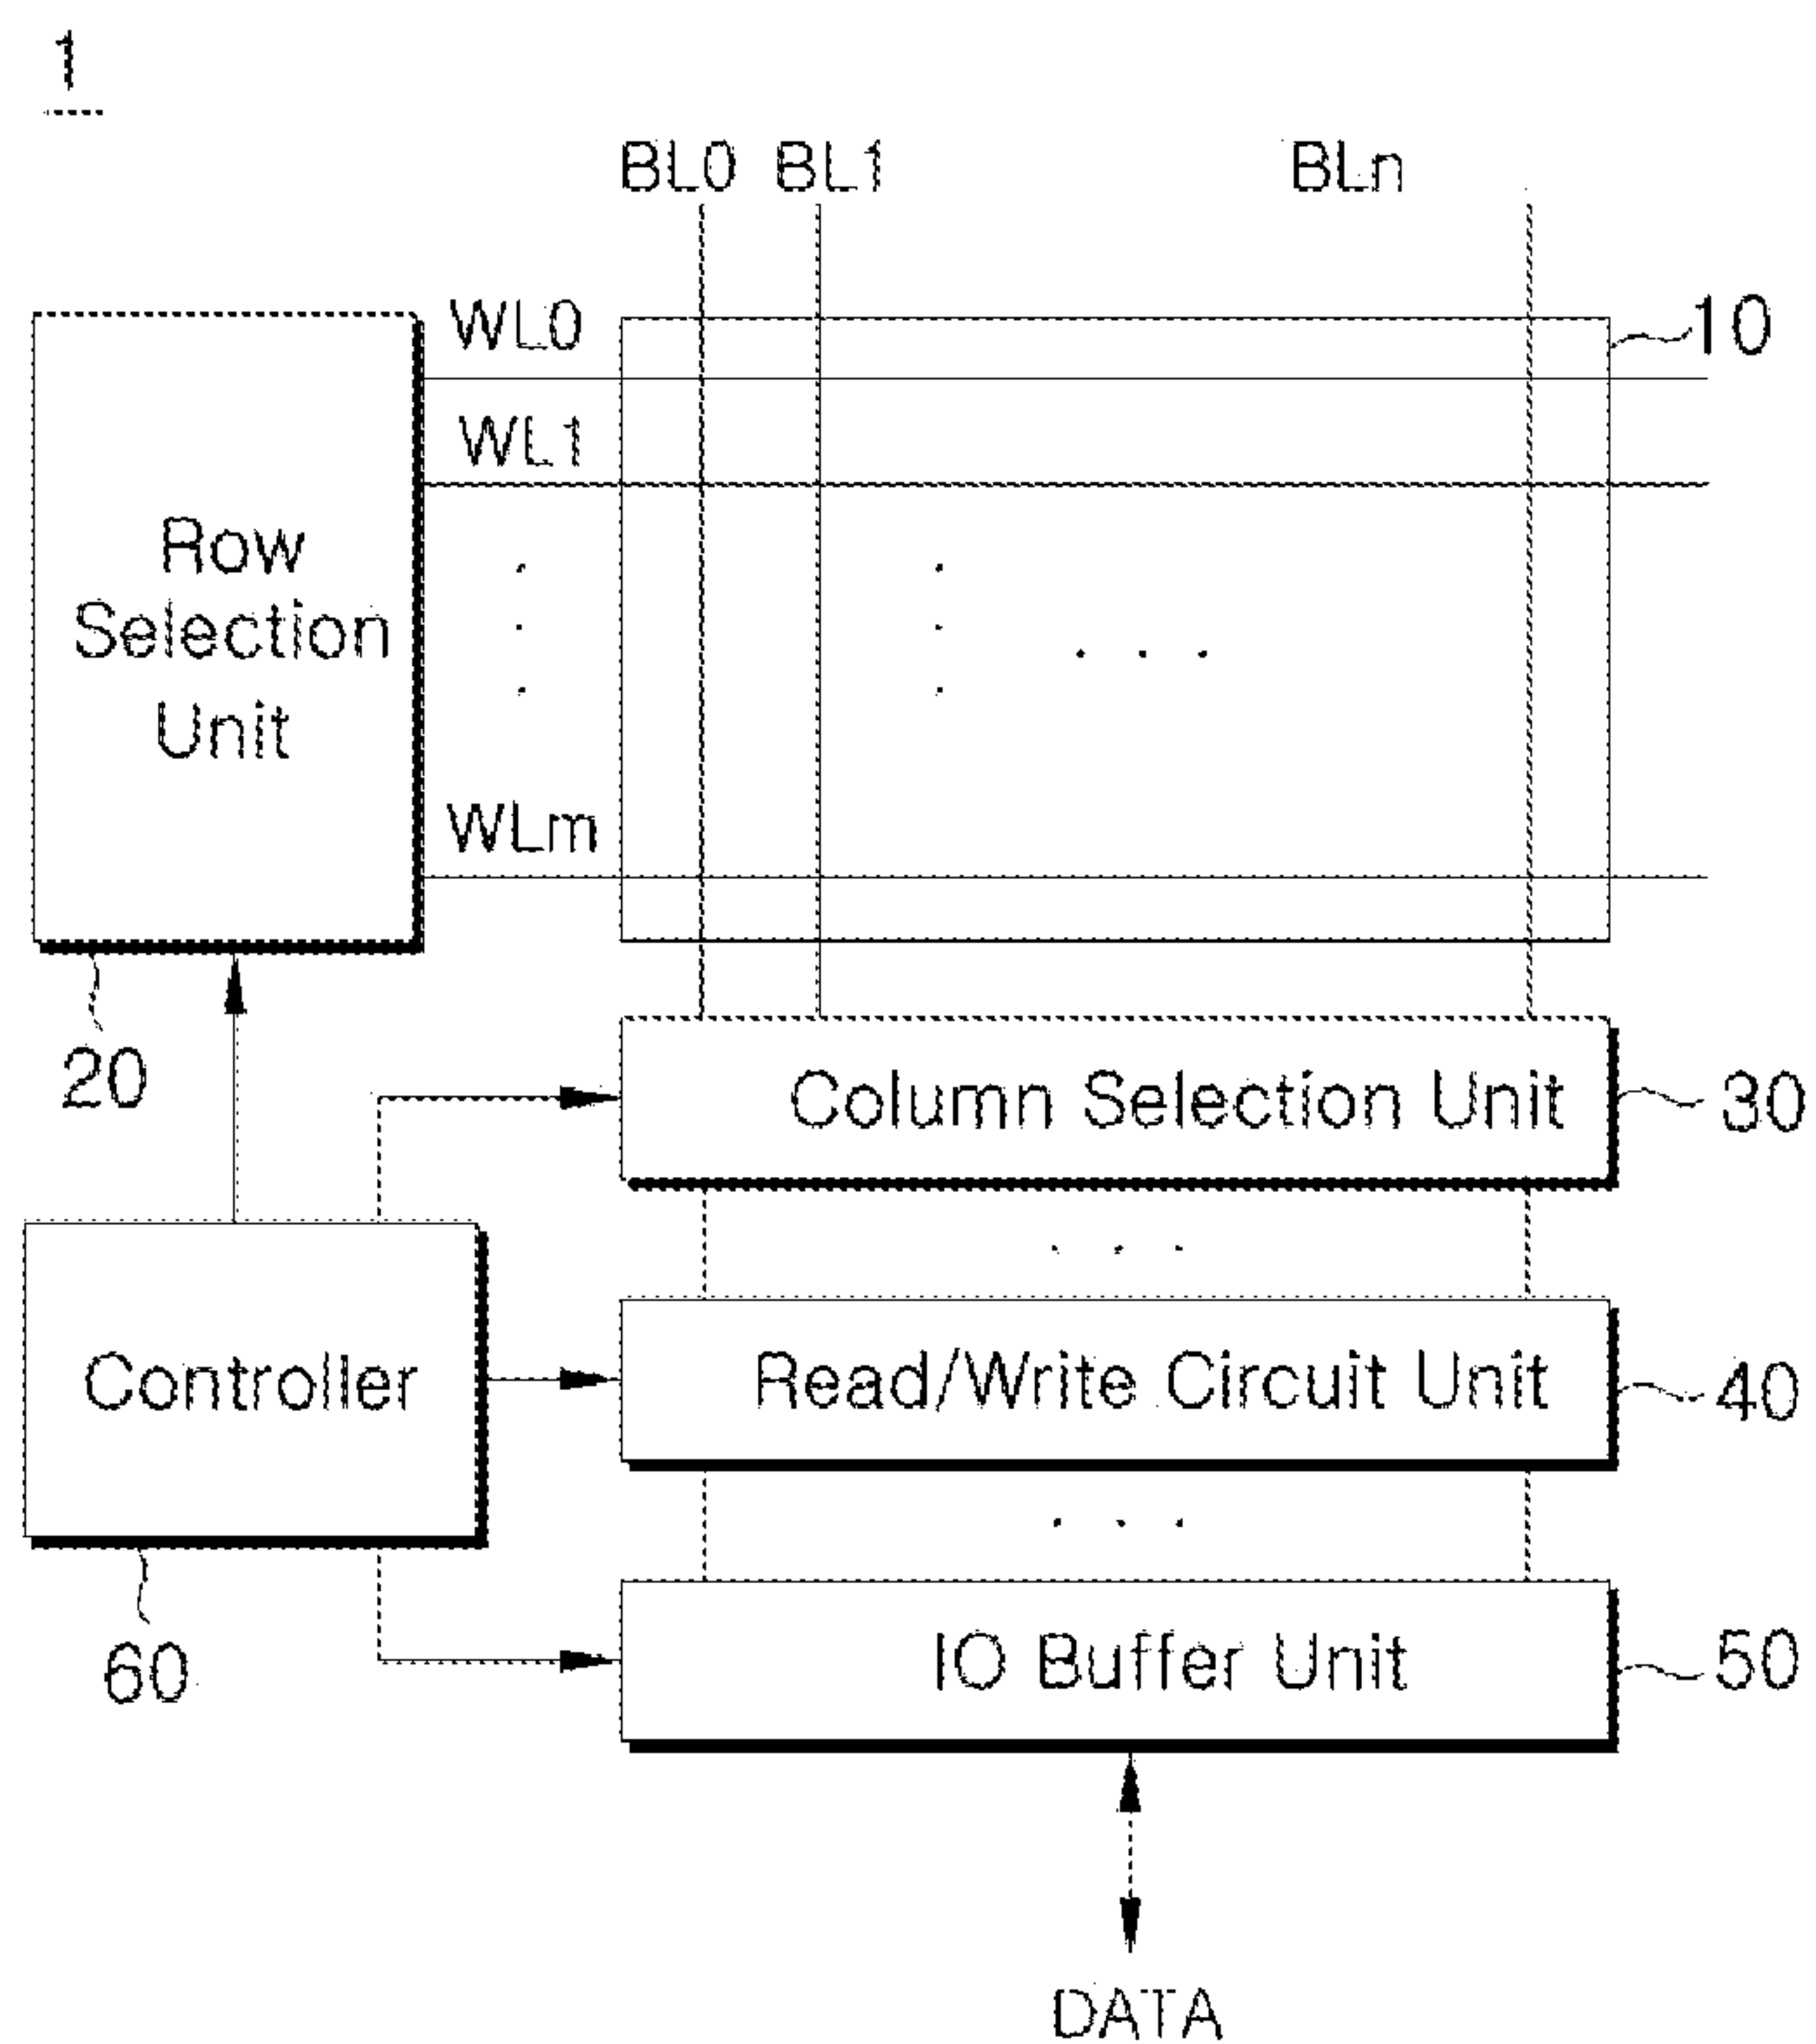 1
BL0 BL1 BLn
WL0
10
WL1
Row
Selection
Unit
WLm
20
Column Selection Unit
30
Controller
Read/Write Circuit Unit
40
60
IO Buffer Unit
50
DATA